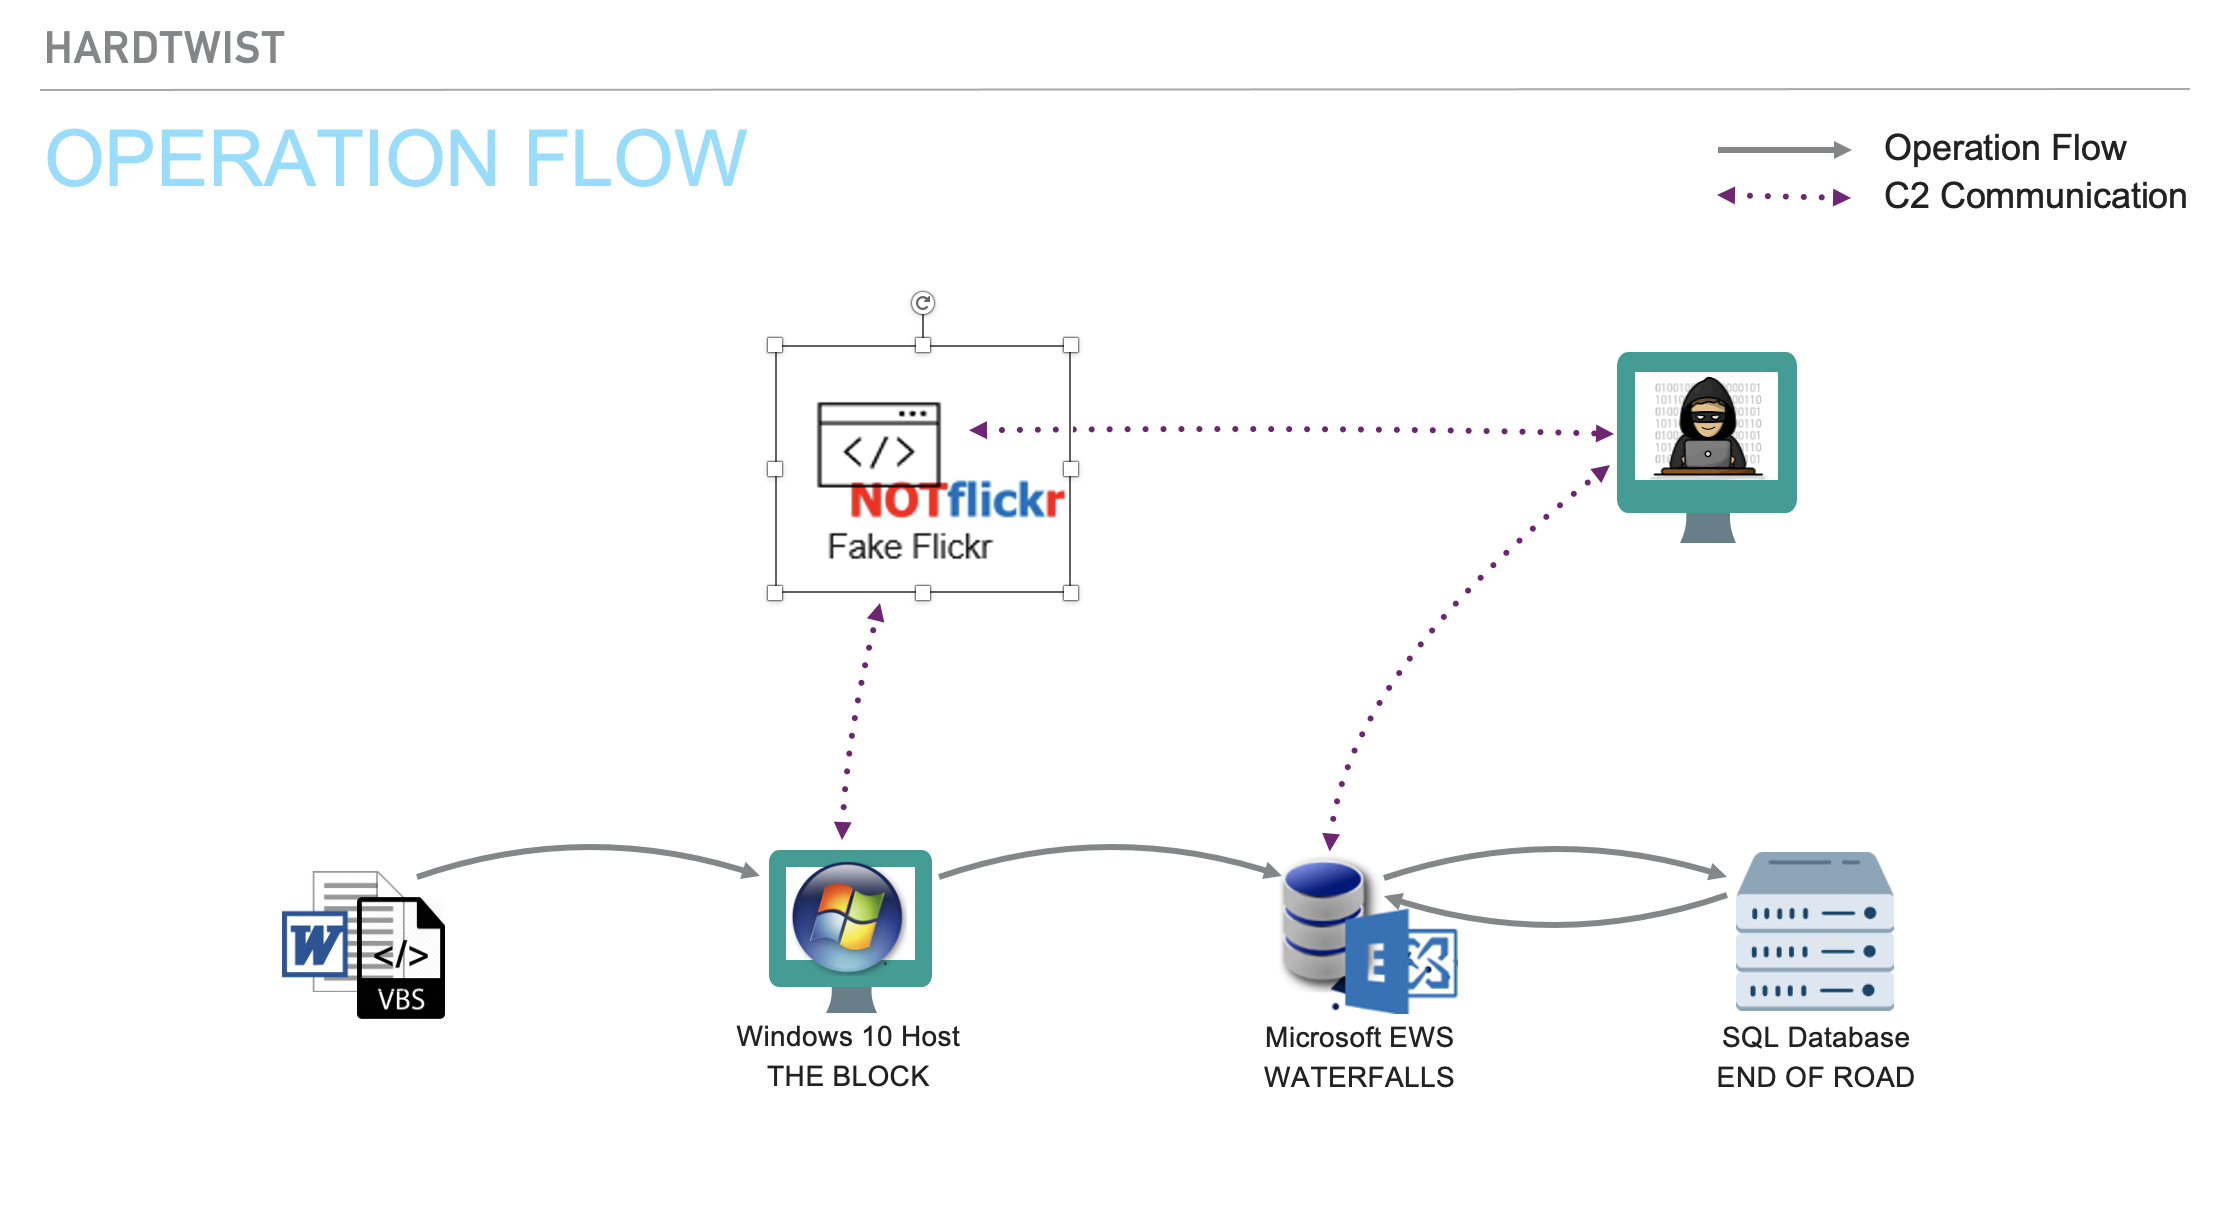 HARDTWIST
OPERATION FLOW
Operation Flow
C2 Communication
NOTflickr
Fake Flickr
W
</>
VBS
Windows 10 Host
THE BLOCK
E
Microsoft EWS
WATERFALLS
SQL Database
END OF ROAD